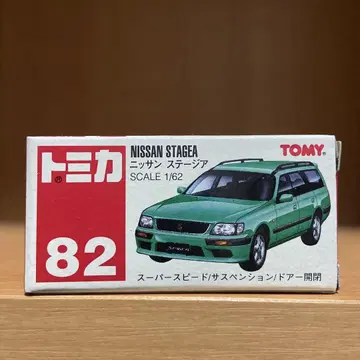 トミカ
®
82
NISSAN STAGEA
ニッサン ステージア
SCALE 1/62
TOMY®
スーパースピード/サスペンション/ドアー開閉